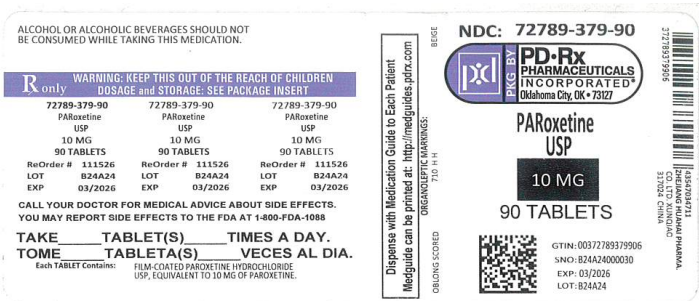 ALCOHOL OR ALCOHOLIC BEVERAGES SHOULD NOT
BE CONSUMED WHILE TAKING THIS MEDICATION.
Rx only
WARNING: KEEP THIS OUT OF THE REACH OF CHILDREN
DOSAGE and STORAGE: SEE PACKAGE INSERT
72789-379-90 72789-379-90 72789-379-90
PARoxetine PARoxetine PARoxetine
USP USP USP
10 MG 10 MG 10 MG
90 TABLETS 90 TABLETS 90 TABLETS
ReOrder # 111526 ReOrder # 111526 ReOrder # 111526
LOT B24A24 LOT B24A24 LOT B24A24
EXP 03/2026 EXP 03/2026 EXP 03/2026
CALL YOUR DOCTOR FOR MEDICAL ADVICE ABOUT SIDE EFFECTS.
YOU MAY REPORT SIDE EFFECTS TO THE FDA AT 1-800-FDA-1088
TAKE_____TABLET(S)_____TIMES A DAY.
TOME_____TABLETA(S)_____VECES AL DIA.
Each TABLET Contains: FILM-COATED PAROXETINE HYDROCHLORIDE
USP, EQUIVALENT TO 10 MG OF PAROXETINE.
Dispense with Medication Guide to Each Patient
Medguide can be printed at: http://medguides.pdrx.com
ORGANOLEPTIC MARKINGS:
710 H H
BEIGE
OBLONG SCORED
NDC: 72789-379-90
pd
PKG BY
PD·Rx
PHARMACEUTICALS
INCORPORATED®
Oklahoma City, OK • 73127
PARoxetine
USP
10 MG
90 TABLETS
GTIN: 00372789379906
SNO: B24A24000030
EXP: 03/2026
LOT: B24A24
372789379906
43547034711
ZHEJIANG HUAHAI PHARMA.
CO., LTD. XUNQIAO
317024 CHINA